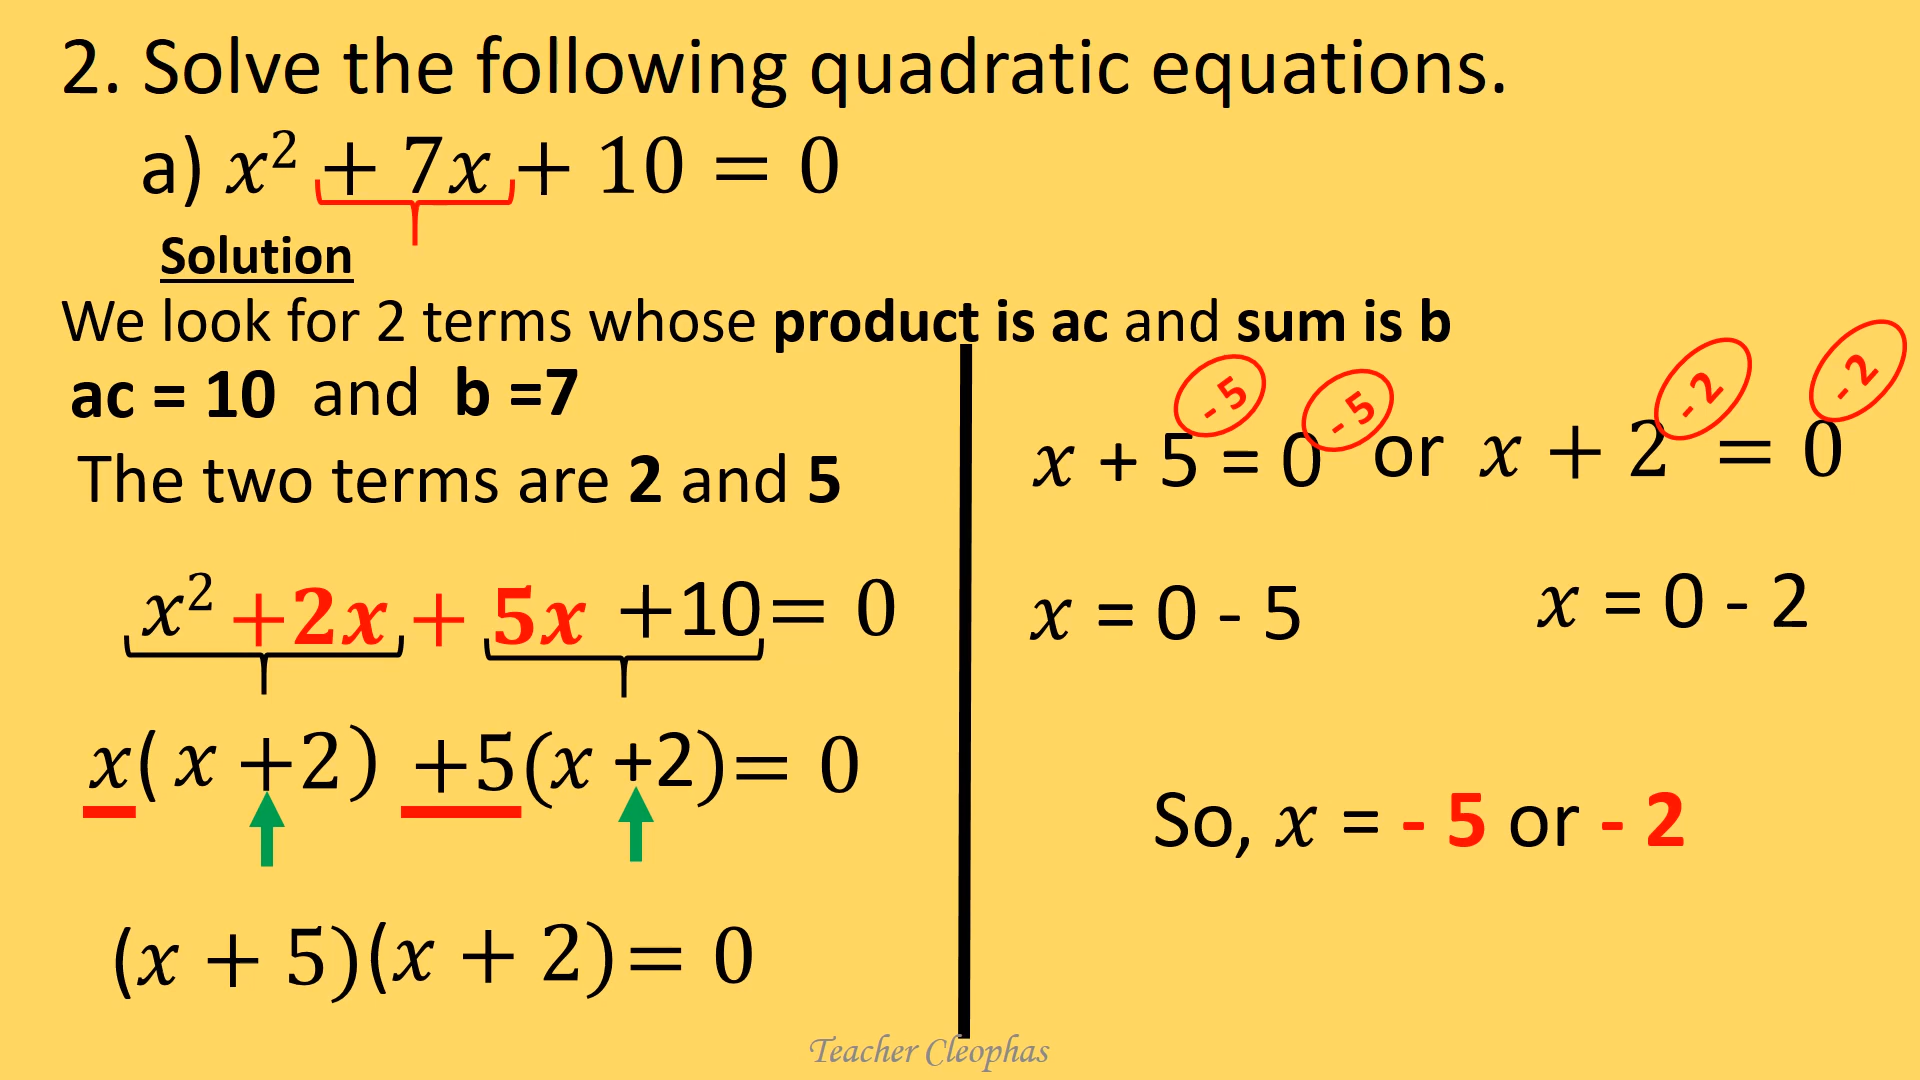 2. Solve the following quadratic equations.
a) x² + 7x + 10 = 0
Solution
We look for 2 terms whose product is ac and sum is b
ac = 10 and b =7
The two terms are 2 and 5
x² +2x + 5x +10= 0
x( x +2) +5(x +2)= 0
(x + 5)(x + 2)= 0
- 5 - 5 - 2 - 2
x + 5 = 0 or x + 2 = 0
x = 0 - 5 x = 0 - 2
So, x = - 5 or - 2
Teacher Cleophas